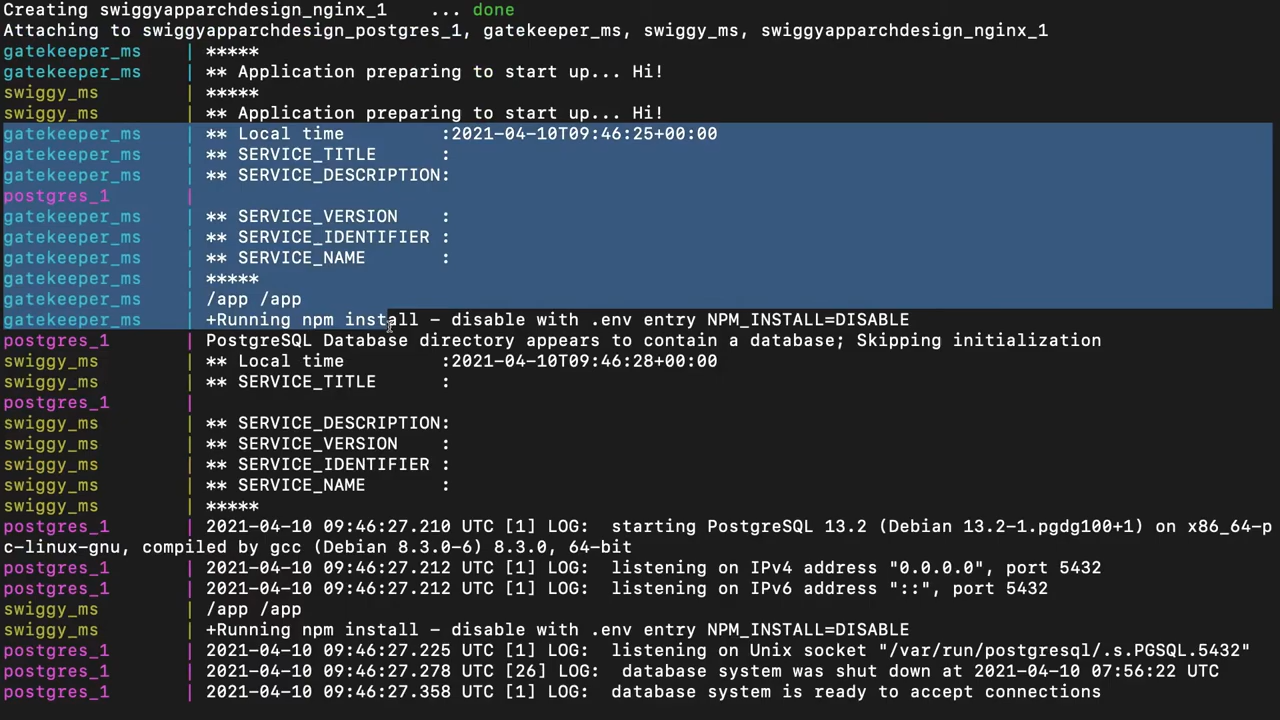 Creating swiggyapparchdesign_nginx_1    ... done
Attaching to swiggyapparchdesign_postgres_1, gatekeeper_ms, swiggy_ms, swiggyapparchdesign_nginx_1
gatekeeper_ms    | *****
gatekeeper_ms    | ** Application preparing to start up... Hi!
swiggy_ms        | *****
swiggy_ms        | ** Application preparing to start up... Hi!
gatekeeper_ms    | ** Local time         :2021-04-10T09:46:25+00:00
gatekeeper_ms    | ** SERVICE_TITLE      :
gatekeeper_ms    | ** SERVICE_DESCRIPTION:
postgres_1       |
gatekeeper_ms    | ** SERVICE_VERSION    :
gatekeeper_ms    | ** SERVICE_IDENTIFIER :
gatekeeper_ms    | ** SERVICE_NAME       :
gatekeeper_ms    | *****
gatekeeper_ms    | /app /app
gatekeeper_ms    | +Running npm install – disable with .env entry NPM_INSTALL=DISABLE
postgres_1       | PostgreSQL Database directory appears to contain a database; Skipping initialization
swiggy_ms        | ** Local time         :2021-04-10T09:46:28+00:00
swiggy_ms        | ** SERVICE_TITLE      :
postgres_1       |
swiggy_ms        | ** SERVICE_DESCRIPTION:
swiggy_ms        | ** SERVICE_VERSION    :
swiggy_ms        | ** SERVICE_IDENTIFIER :
swiggy_ms        | ** SERVICE_NAME       :
swiggy_ms        | *****
postgres_1       | 2021-04-10 09:46:27.210 UTC [1] LOG:  starting PostgreSQL 13.2 (Debian 13.2-1.pgdg100+1) on x86_64-p
c-linux-gnu, compiled by gcc (Debian 8.3.0-6) 8.3.0, 64-bit
postgres_1       | 2021-04-10 09:46:27.212 UTC [1] LOG:  listening on IPv4 address "0.0.0.0", port 5432
postgres_1       | 2021-04-10 09:46:27.212 UTC [1] LOG:  listening on IPv6 address "::", port 5432
swiggy_ms        | /app /app
swiggy_ms        | +Running npm install – disable with .env entry NPM_INSTALL=DISABLE
postgres_1       | 2021-04-10 09:46:27.225 UTC [1] LOG:  listening on Unix socket "/var/run/postgresql/.s.PGSQL.5432"
postgres_1       | 2021-04-10 09:46:27.278 UTC [26] LOG:  database system was shut down at 2021-04-10 07:56:22 UTC
postgres_1       | 2021-04-10 09:46:27.358 UTC [1] LOG:  database system is ready to accept connections